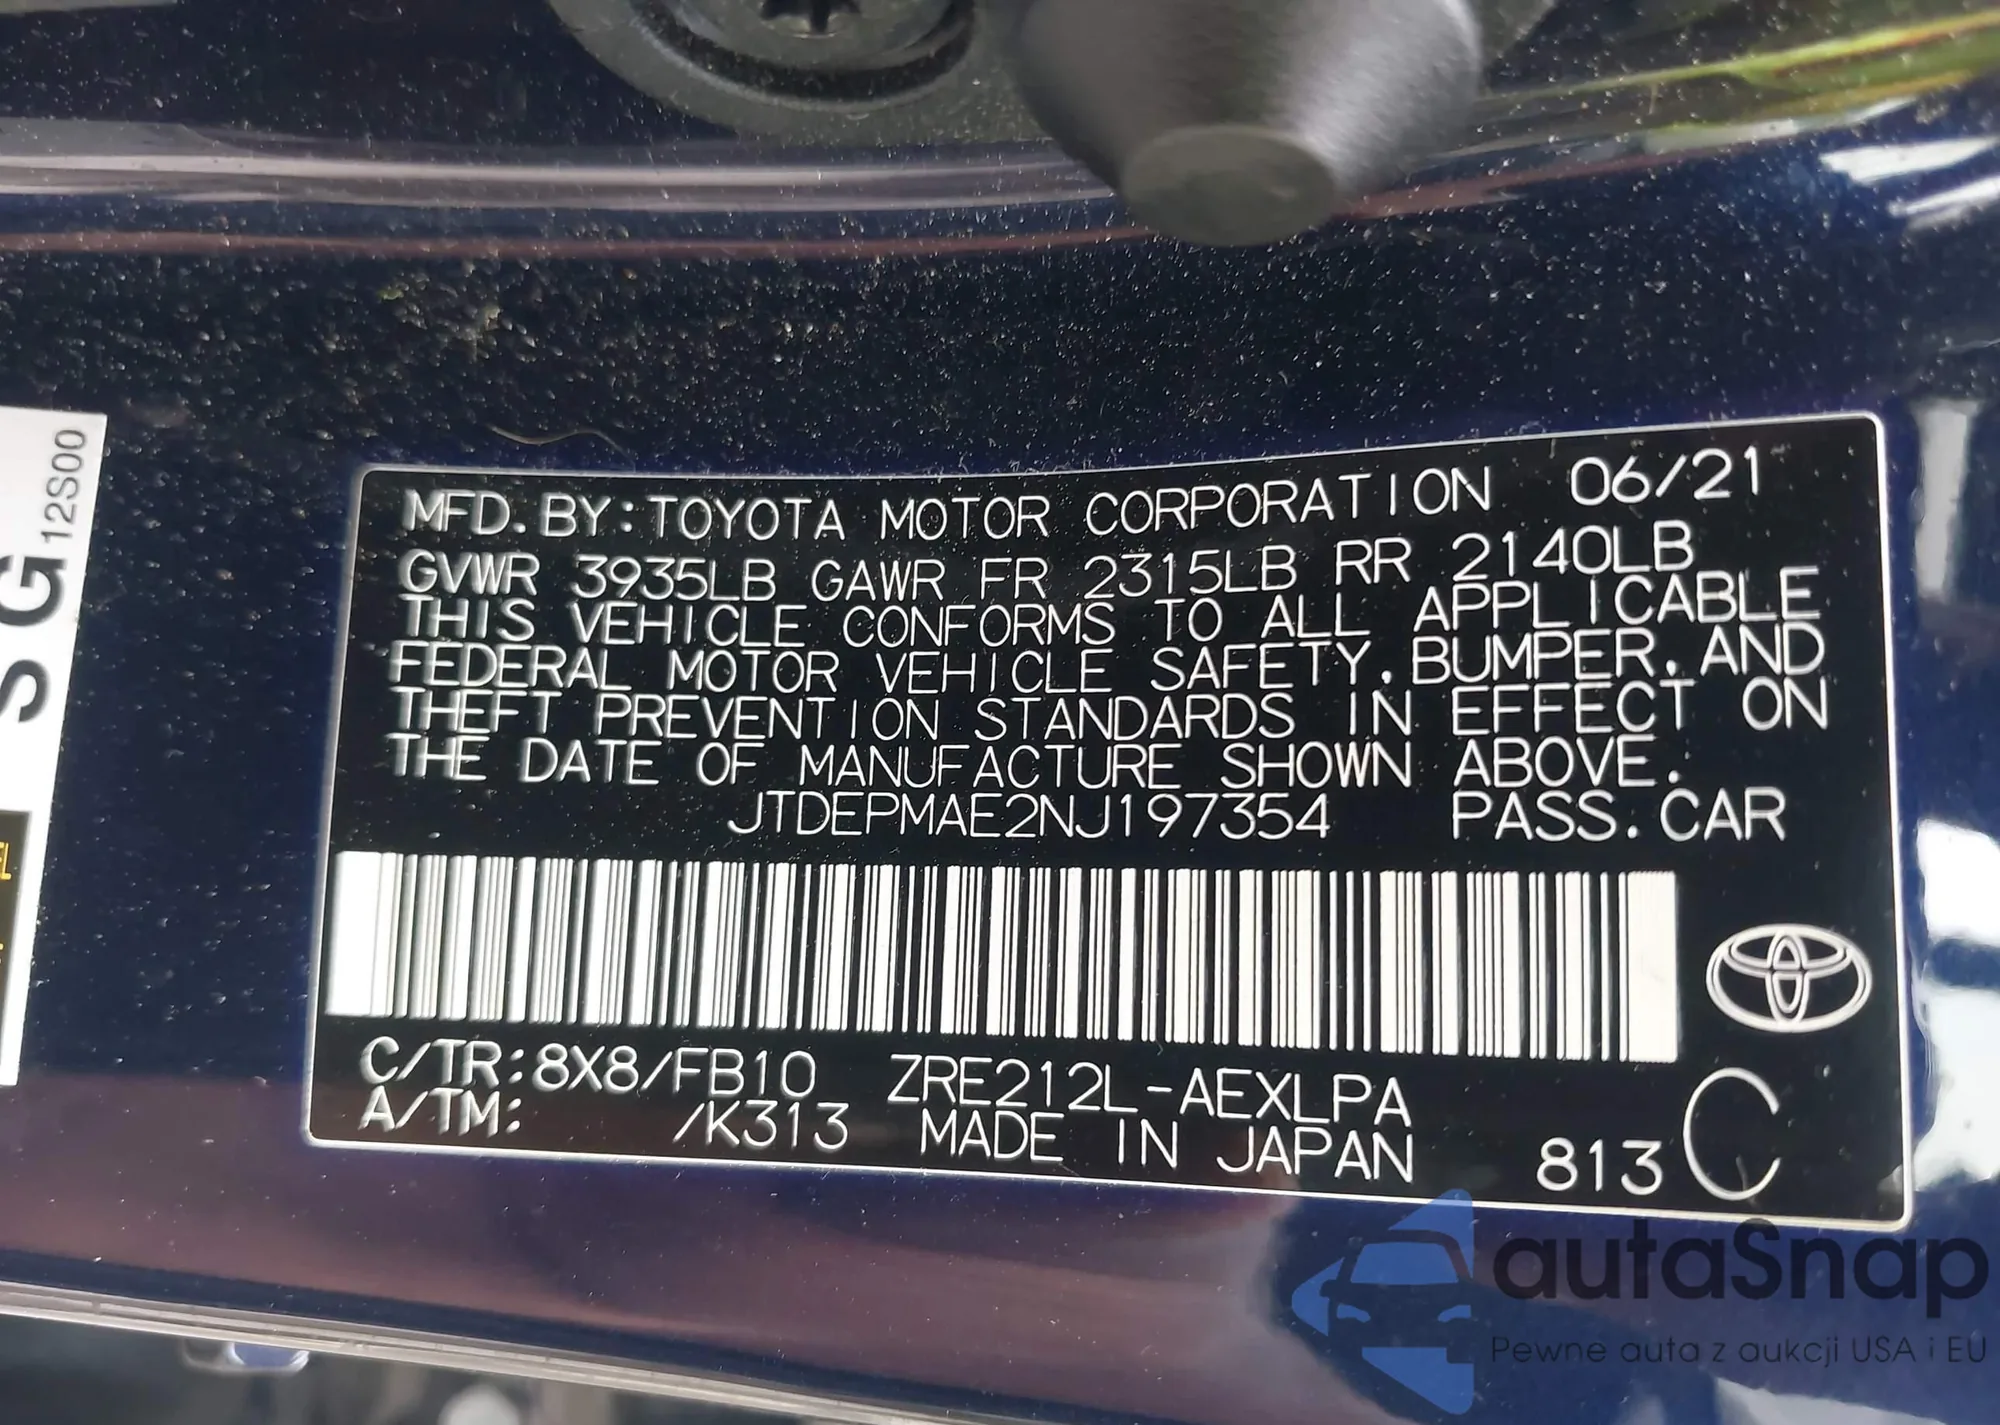 MFD. BY: TOYOTA MOTOR CORPORATION 06/21
GVWR 3935LB GAWR FR 2315LB RR 2140LB
THIS VEHICLE CONFORMS TO ALL APPLICABLE
FEDERAL MOTOR VEHICLE SAFETY, BUMPER, AND
THEFT PREVENTION STANDARDS IN EFFECT ON
THE DATE OF MANUFACTURE SHOWN ABOVE.
JTDEPMAE2NJ197354 PASS. CAR
C/TR: 8X8/FB10 ZRE212L-AEXLPA
A/TM: /K313 MADE IN JAPAN 813 C
SG 12S00
autaSnap
Pewne auta z aukcji USA i EU